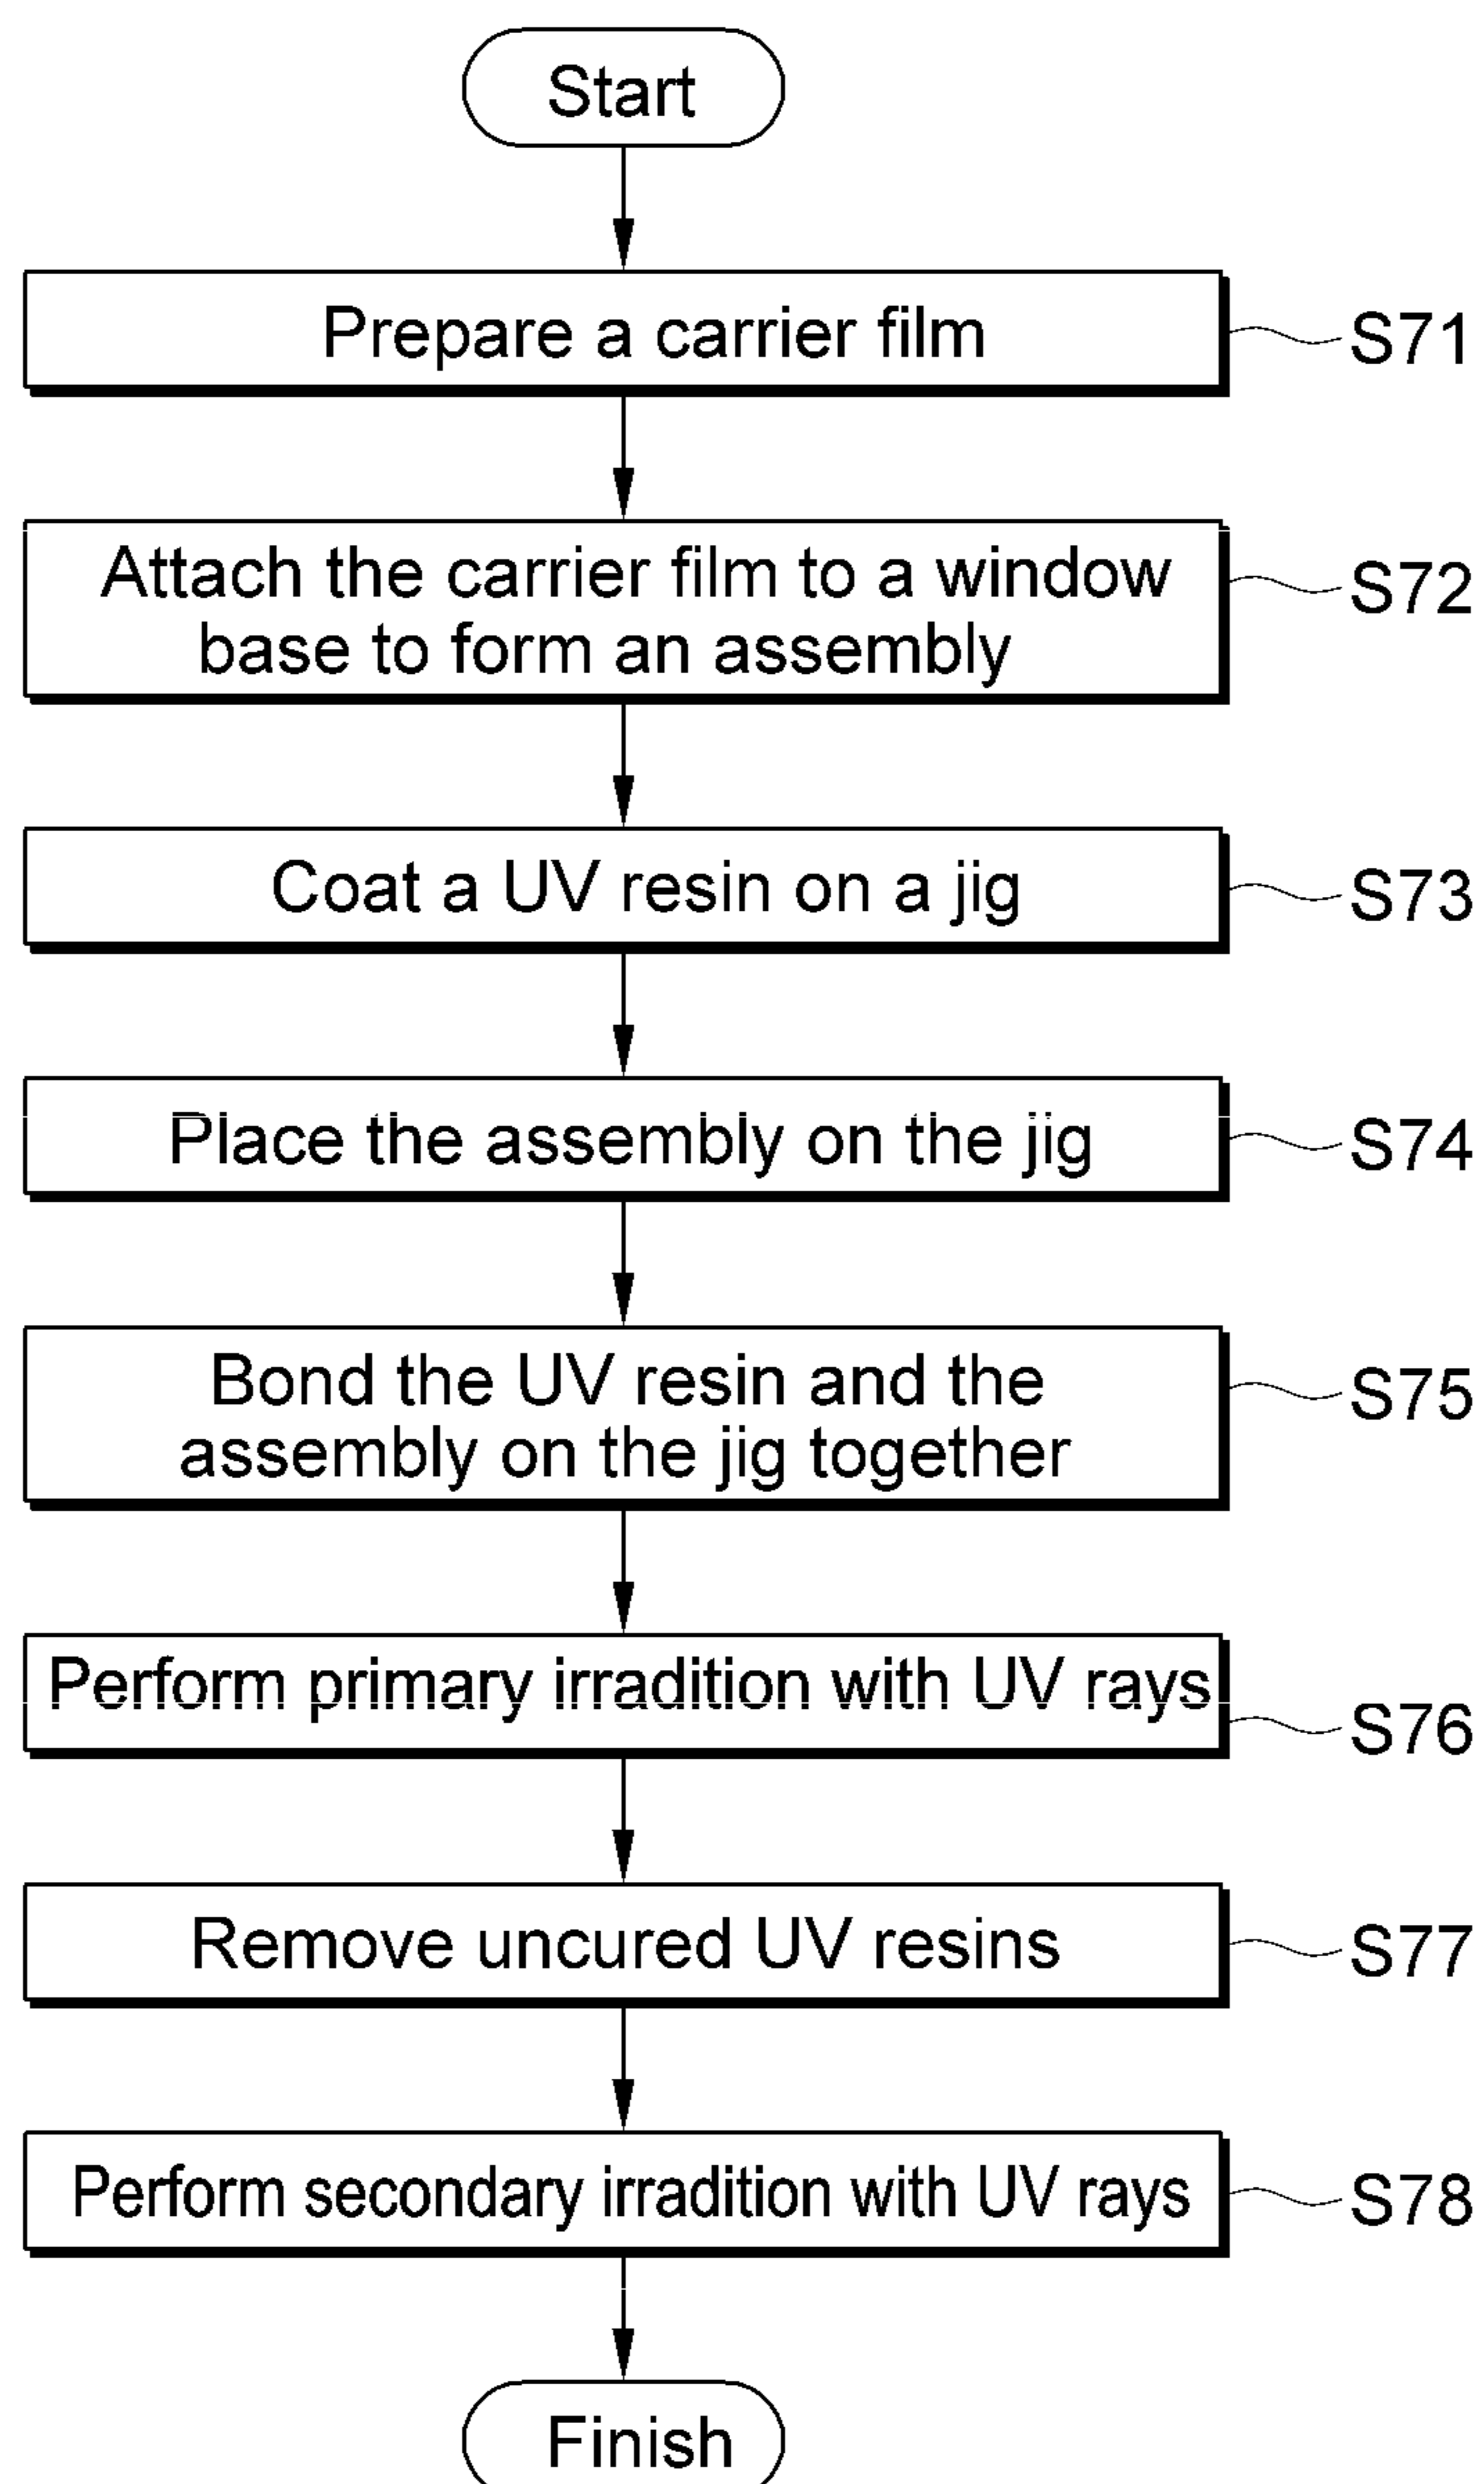 Start
Prepare a carrier film
S71
Attach the carrier film to a window
base to form an assembly
S72
Coat a UV resin on a jig
S73
Place the assembly on the jig
S74
Bond the UV resin and the
assembly on the jig together
S75
Perform primary irradition with UV rays
S76
Remove uncured UV resins
S77
Perform secondary irradition with UV rays
S78
Finish